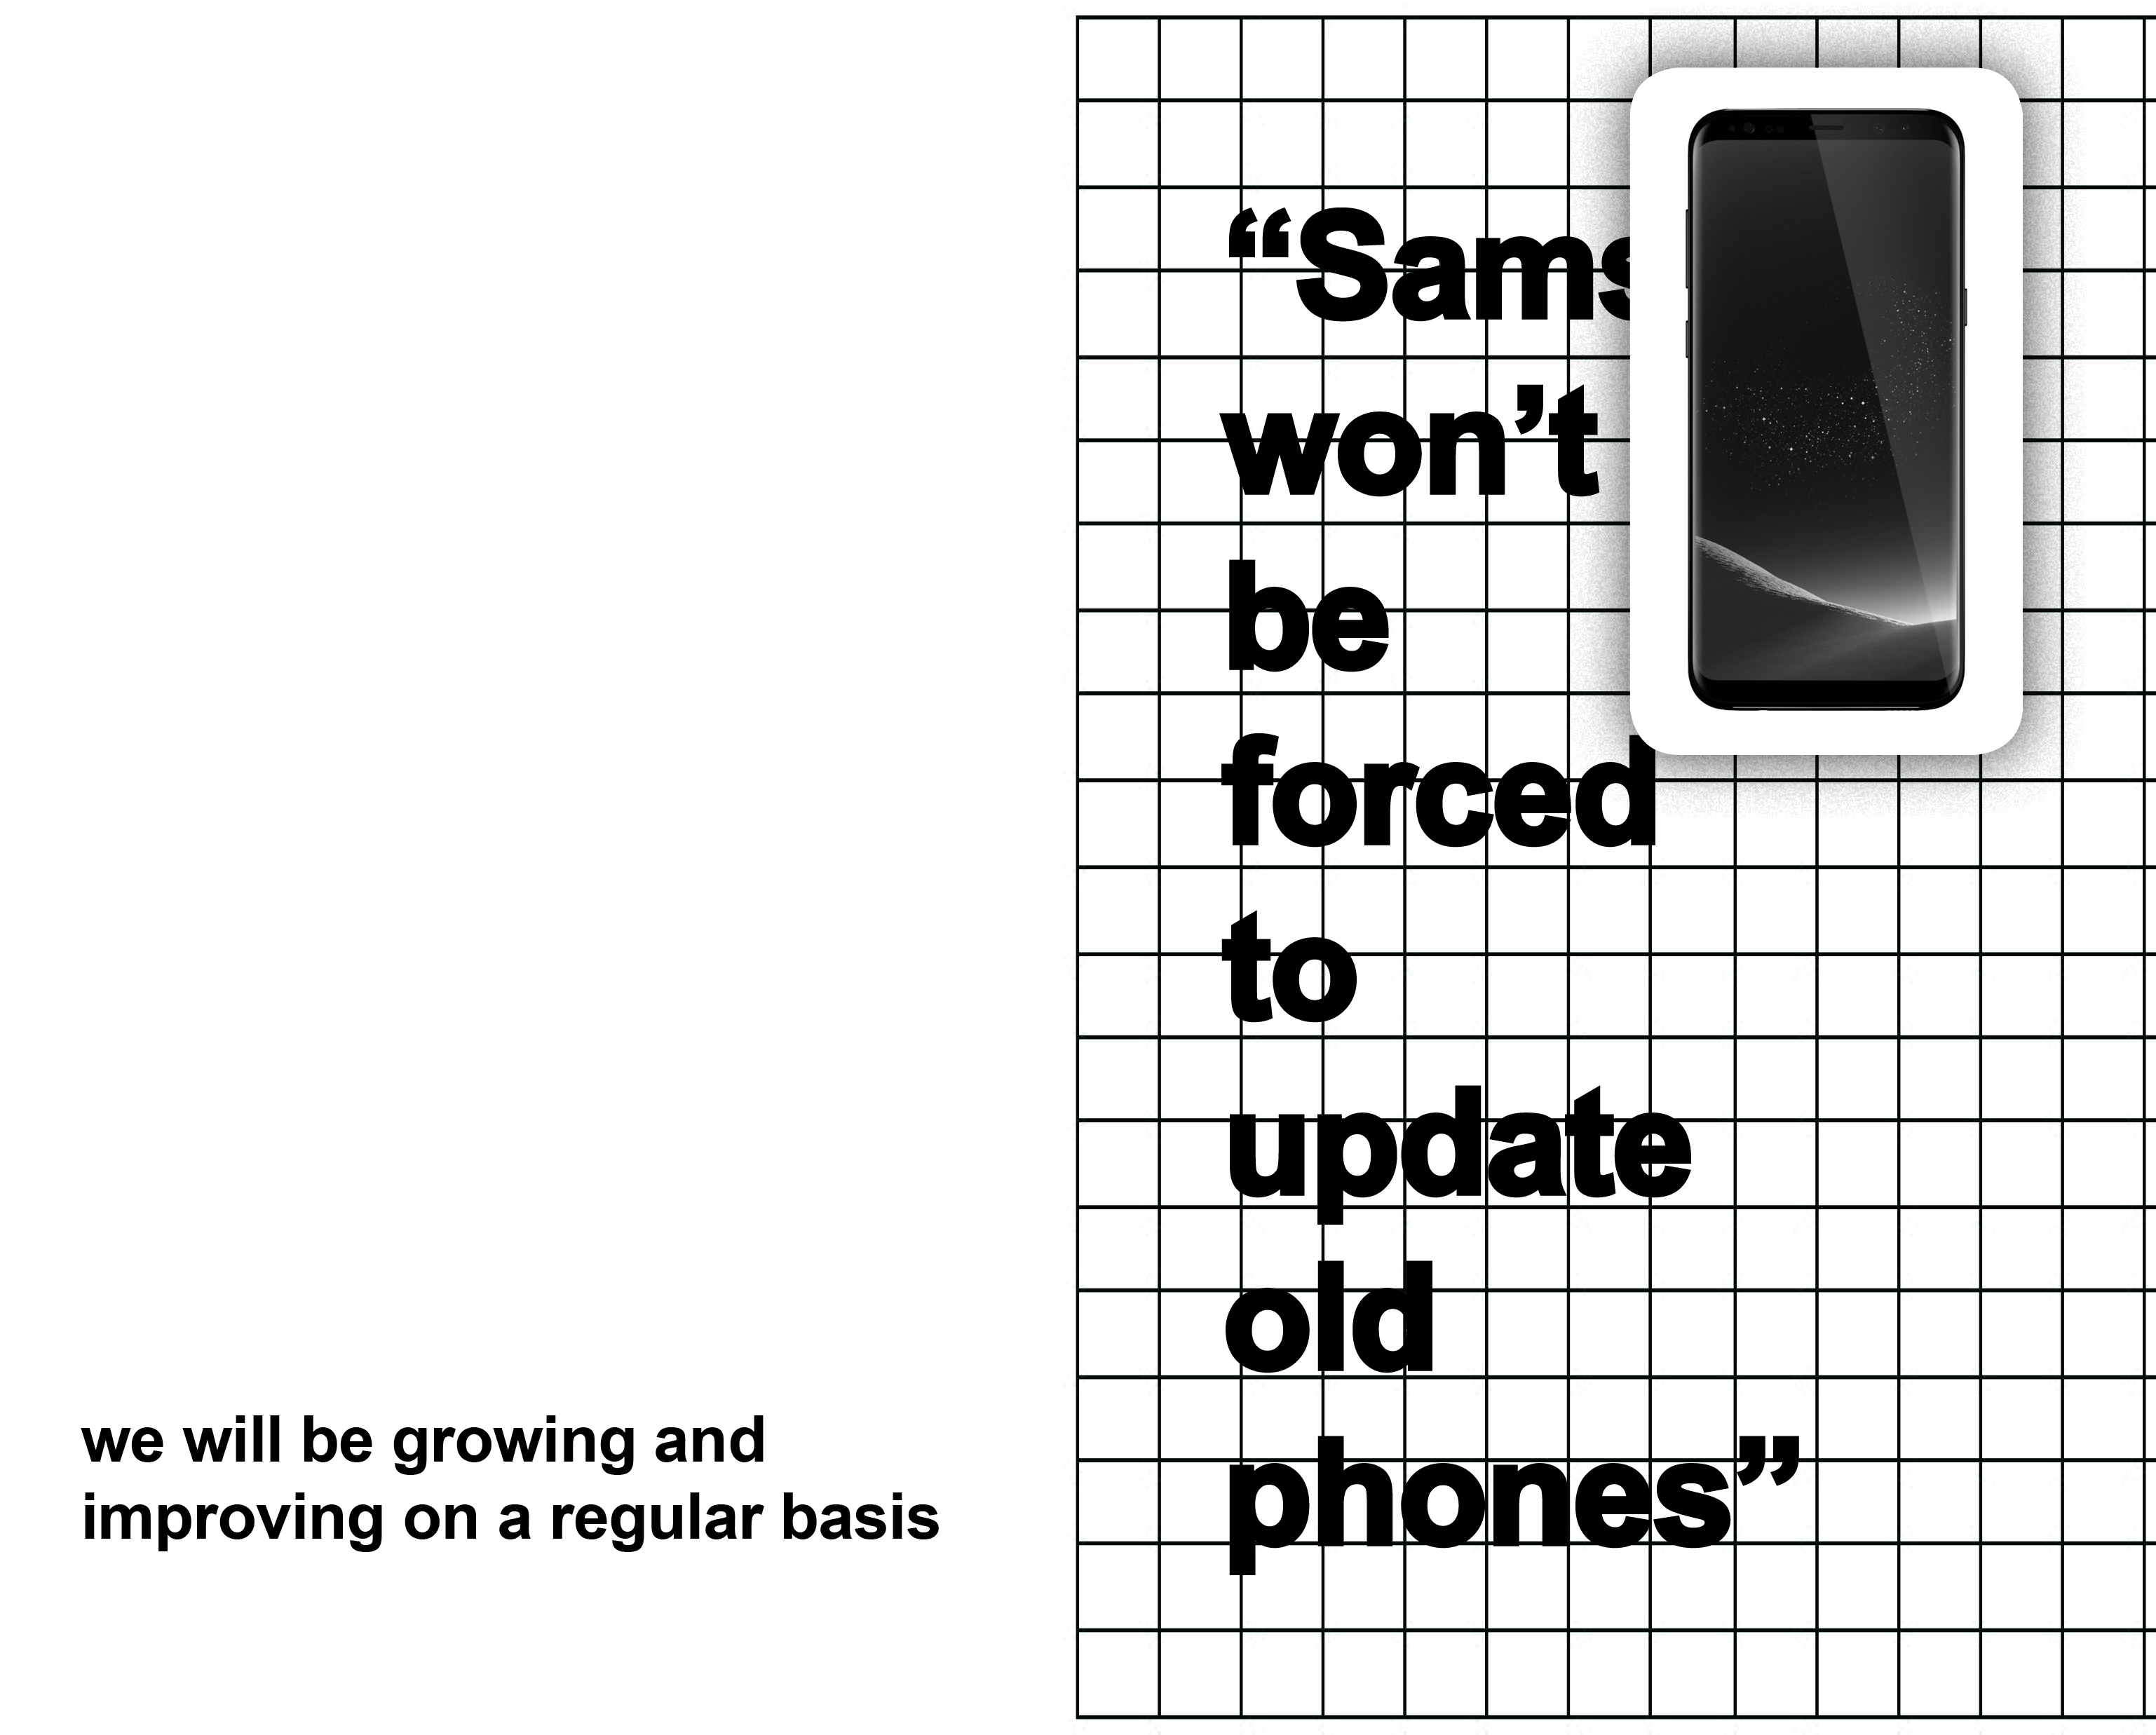 we will be growing and
improving on a regular basis
“Sams
won’t
be
forced
to
update
old
phones”